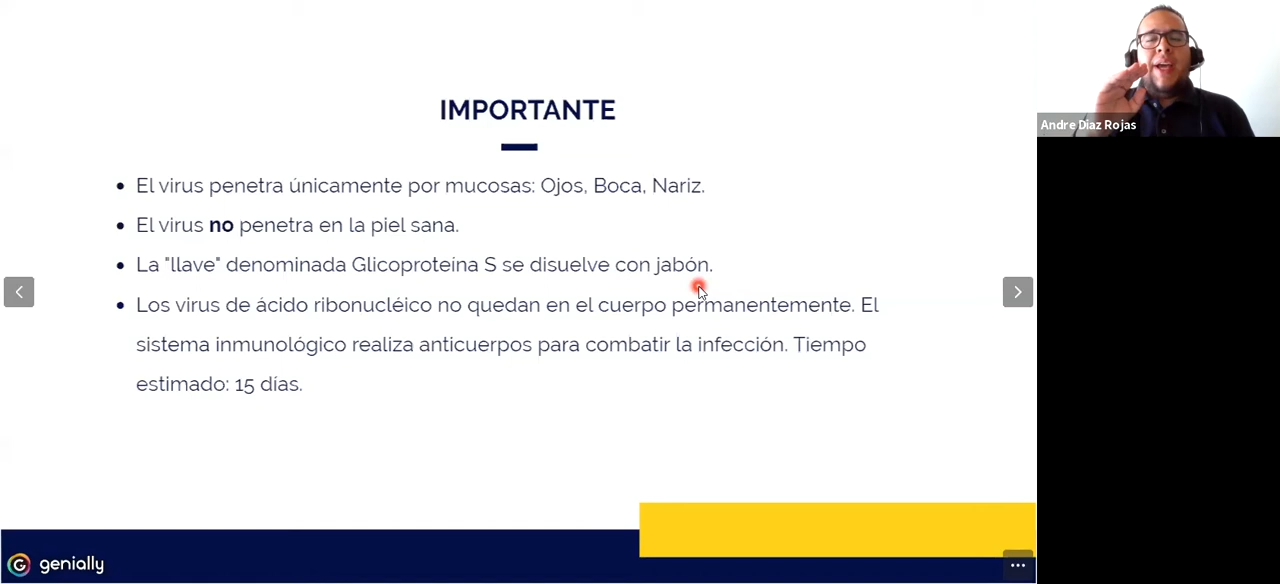 IMPORTANTE
El virus penetra únicamente por mucosas: Ojos, Boca, Nariz.
El virus no penetra en la piel sana.
La "llave" denominada Glicoproteína S se disuelve con jabón.
Los virus de ácido ribonucléico no quedan en el cuerpo permanentemente. El
sistema inmunológico realiza anticuerpos para combatir la infección. Tiempo
estimado: 15 días.
Andre Diaz Rojas
genially